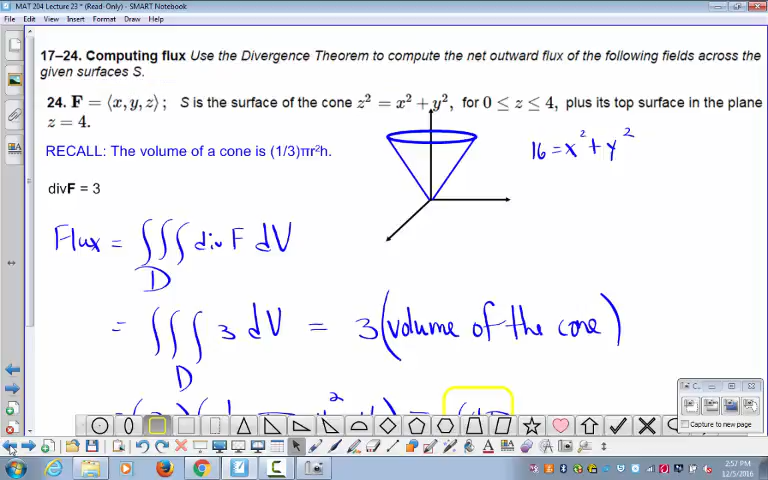 MAT 204 Lecture 23 * (Read-Only) - SMART Notebook
File Edit View Insert Format Draw Help
17–24. Computing flux Use the Divergence Theorem to compute the net outward flux of the following fields across the
given surfaces S.
24. F = ⟨x, y, z⟩; S is the surface of the cone z² = x² + y², for 0 ≤ z ≤ 4, plus its top surface in the plane
z = 4.
RECALL: The volume of a cone is (1/3)πr²h.
16 = x² + y²
divF = 3
Flux = ∭_D div F dV
= ∭_D 3 dV = 3(volume of the cone)
Capture to new page
2:57 PM
12/5/2016